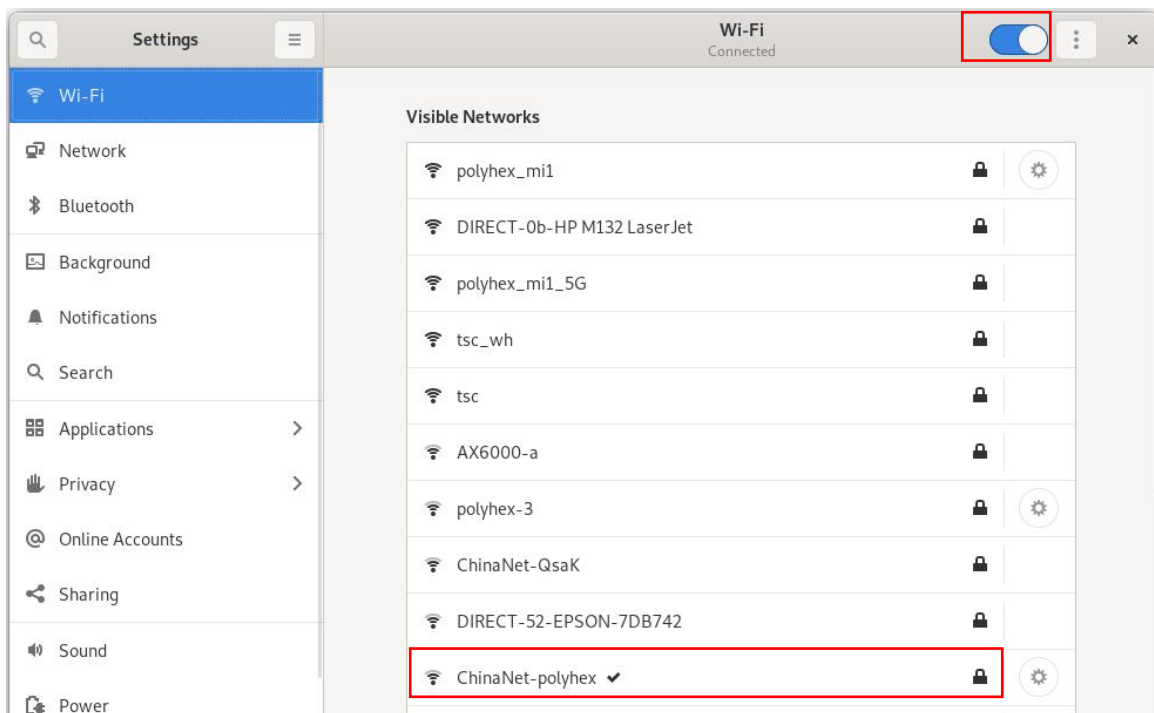 Settings
Wi-Fi
Connected
Wi-Fi
Network
Bluetooth
Background
Notifications
Search
Applications
Privacy
Online Accounts
Sharing
Sound
Power
Visible Networks
polyhex_mi1
DIRECT-0b-HP M132 LaserJet
polyhex_mi1_5G
tsc_wh
tsc
AX6000-a
polyhex-3
ChinaNet-QsaK
DIRECT-52-EPSON-7DB742
ChinaNet-polyhex